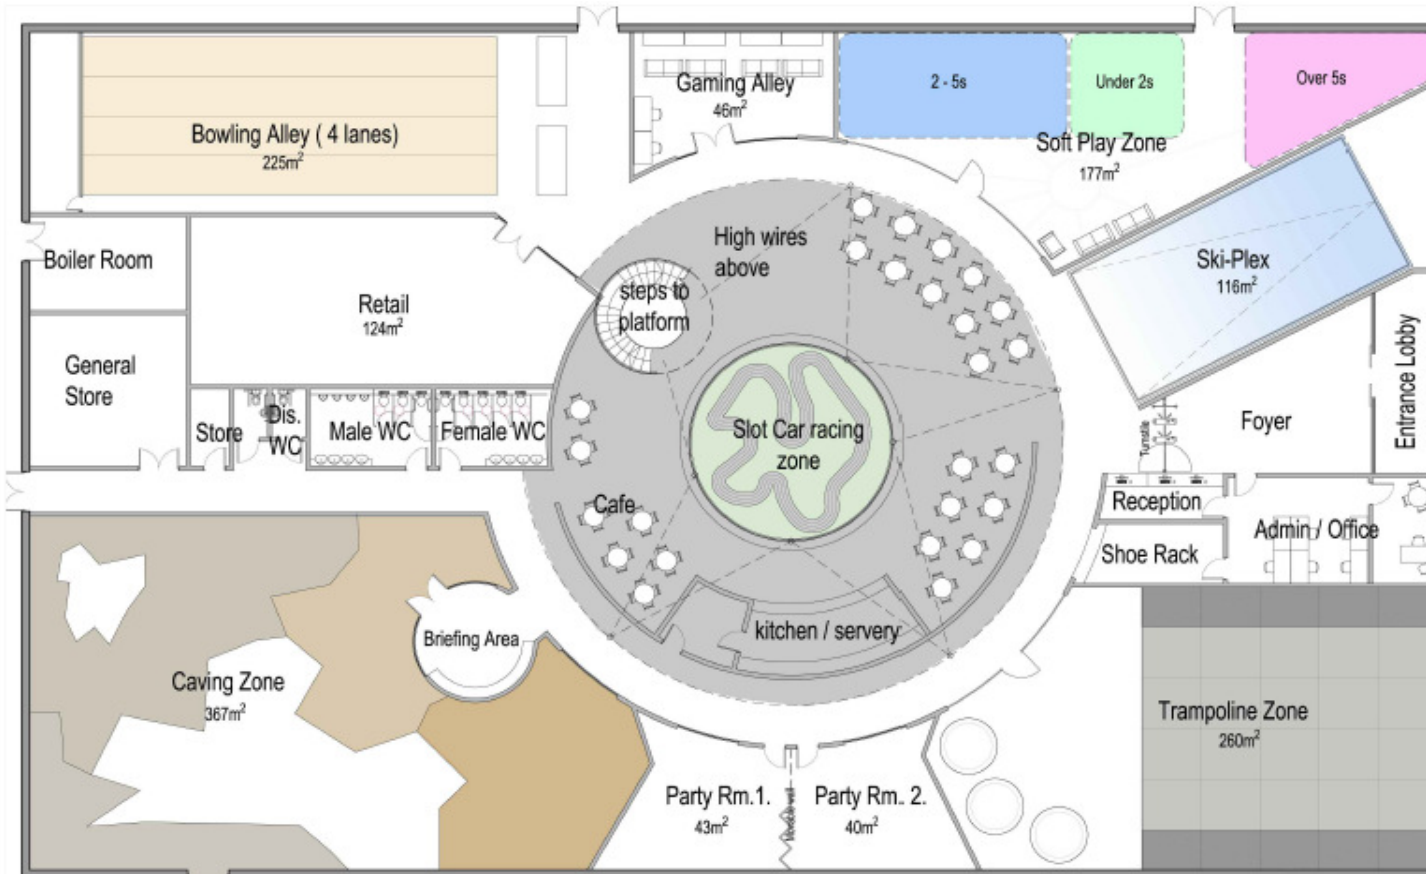 Bowling Alley ( 4 lanes)
225m²
Gaming Alley
46m²
2 - 5s
Under 2s
Over 5s
Soft Play Zone
177m²
Boiler Room
Retail
124m²
General
Store
Store
Dis.
WC
Male WC
Female WC
High wires
above
steps to
platform
Slot Car racing
zone
Cafe
kitchen / servery
Ski-Plex
116m²
Entrance Lobby
Foyer
Turnstile
Reception
Shoe Rack
Admin / Office
Briefing Area
Caving Zone
367m²
Party Rm.1.
43m²
Movable wall
Party Rm.. 2.
40m²
Trampoline Zone
260m²